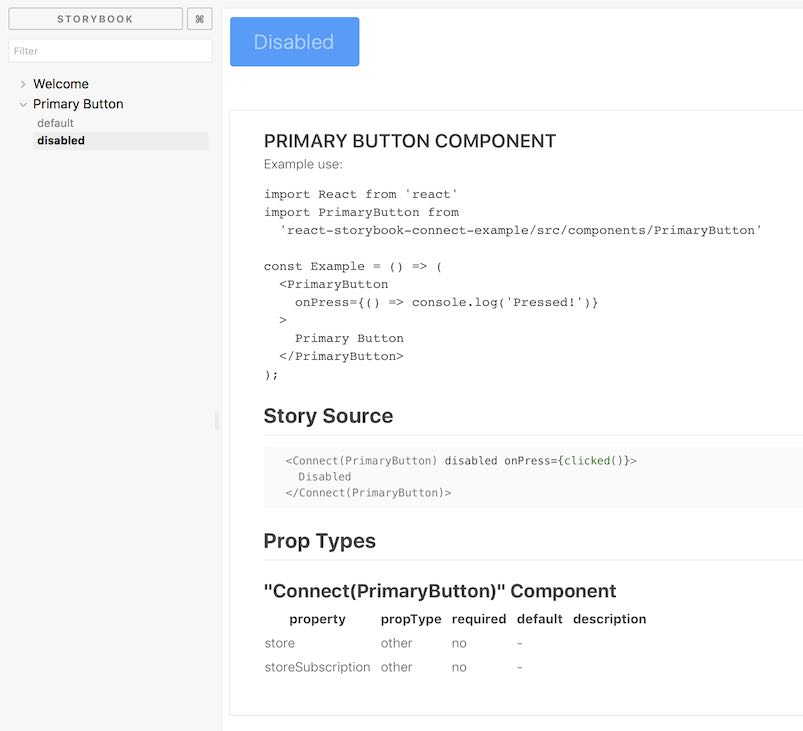 STORYBOOK
⌘
Filter
Welcome
Primary Button
default
disabled
Disabled
PRIMARY BUTTON COMPONENT
Example use:
import React from 'react'
import PrimaryButton from
'react-storybook-connect-example/src/components/PrimaryButton'
const Example = () => (
<PrimaryButton
onPress={() => console.log('Pressed!')}
>
Primary Button
</PrimaryButton>
);
Story Source
<Connect(PrimaryButton) disabled onPress={clicked()}>
Disabled
</Connect(PrimaryButton)>
Prop Types
"Connect(PrimaryButton)" Component
property propType required default description
store other no -
storeSubscription other no -